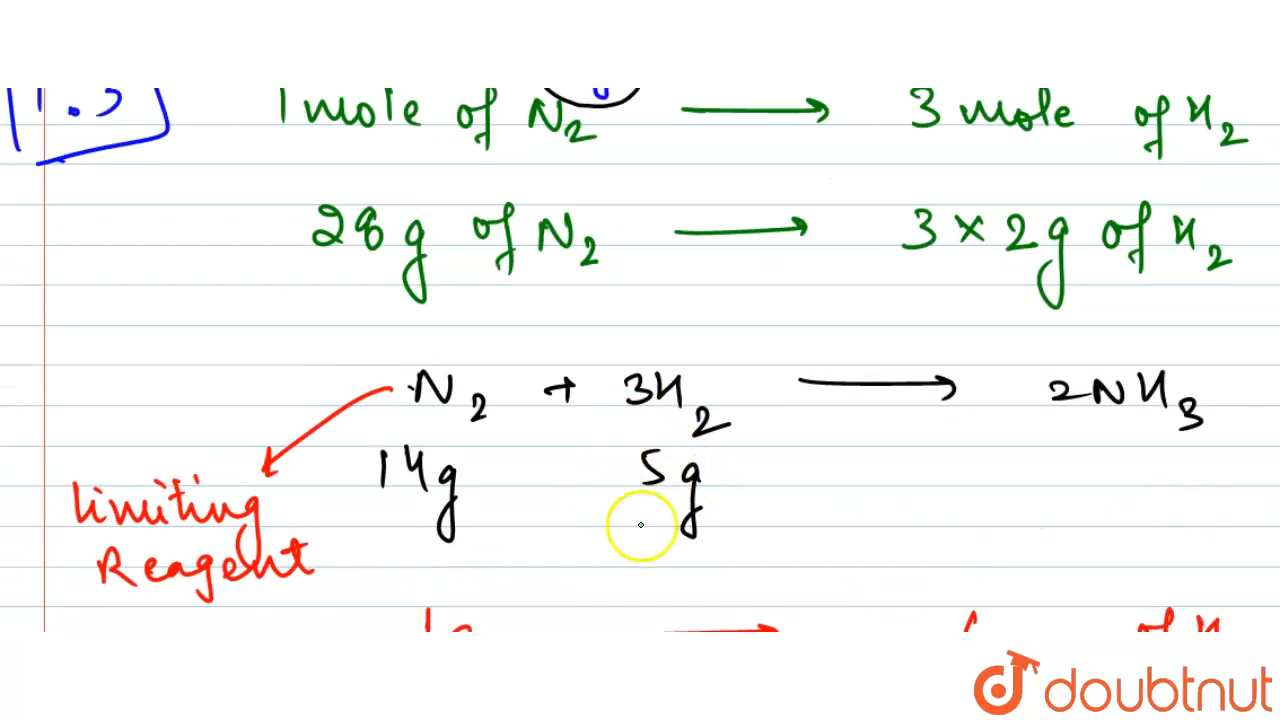 1 mole of N2 → 3 mole of H2
28 g of N2 → 3 × 2g of H2
N2 + 3H2 → 2NH3
14g 5g
limiting
Reagent
doubtnut